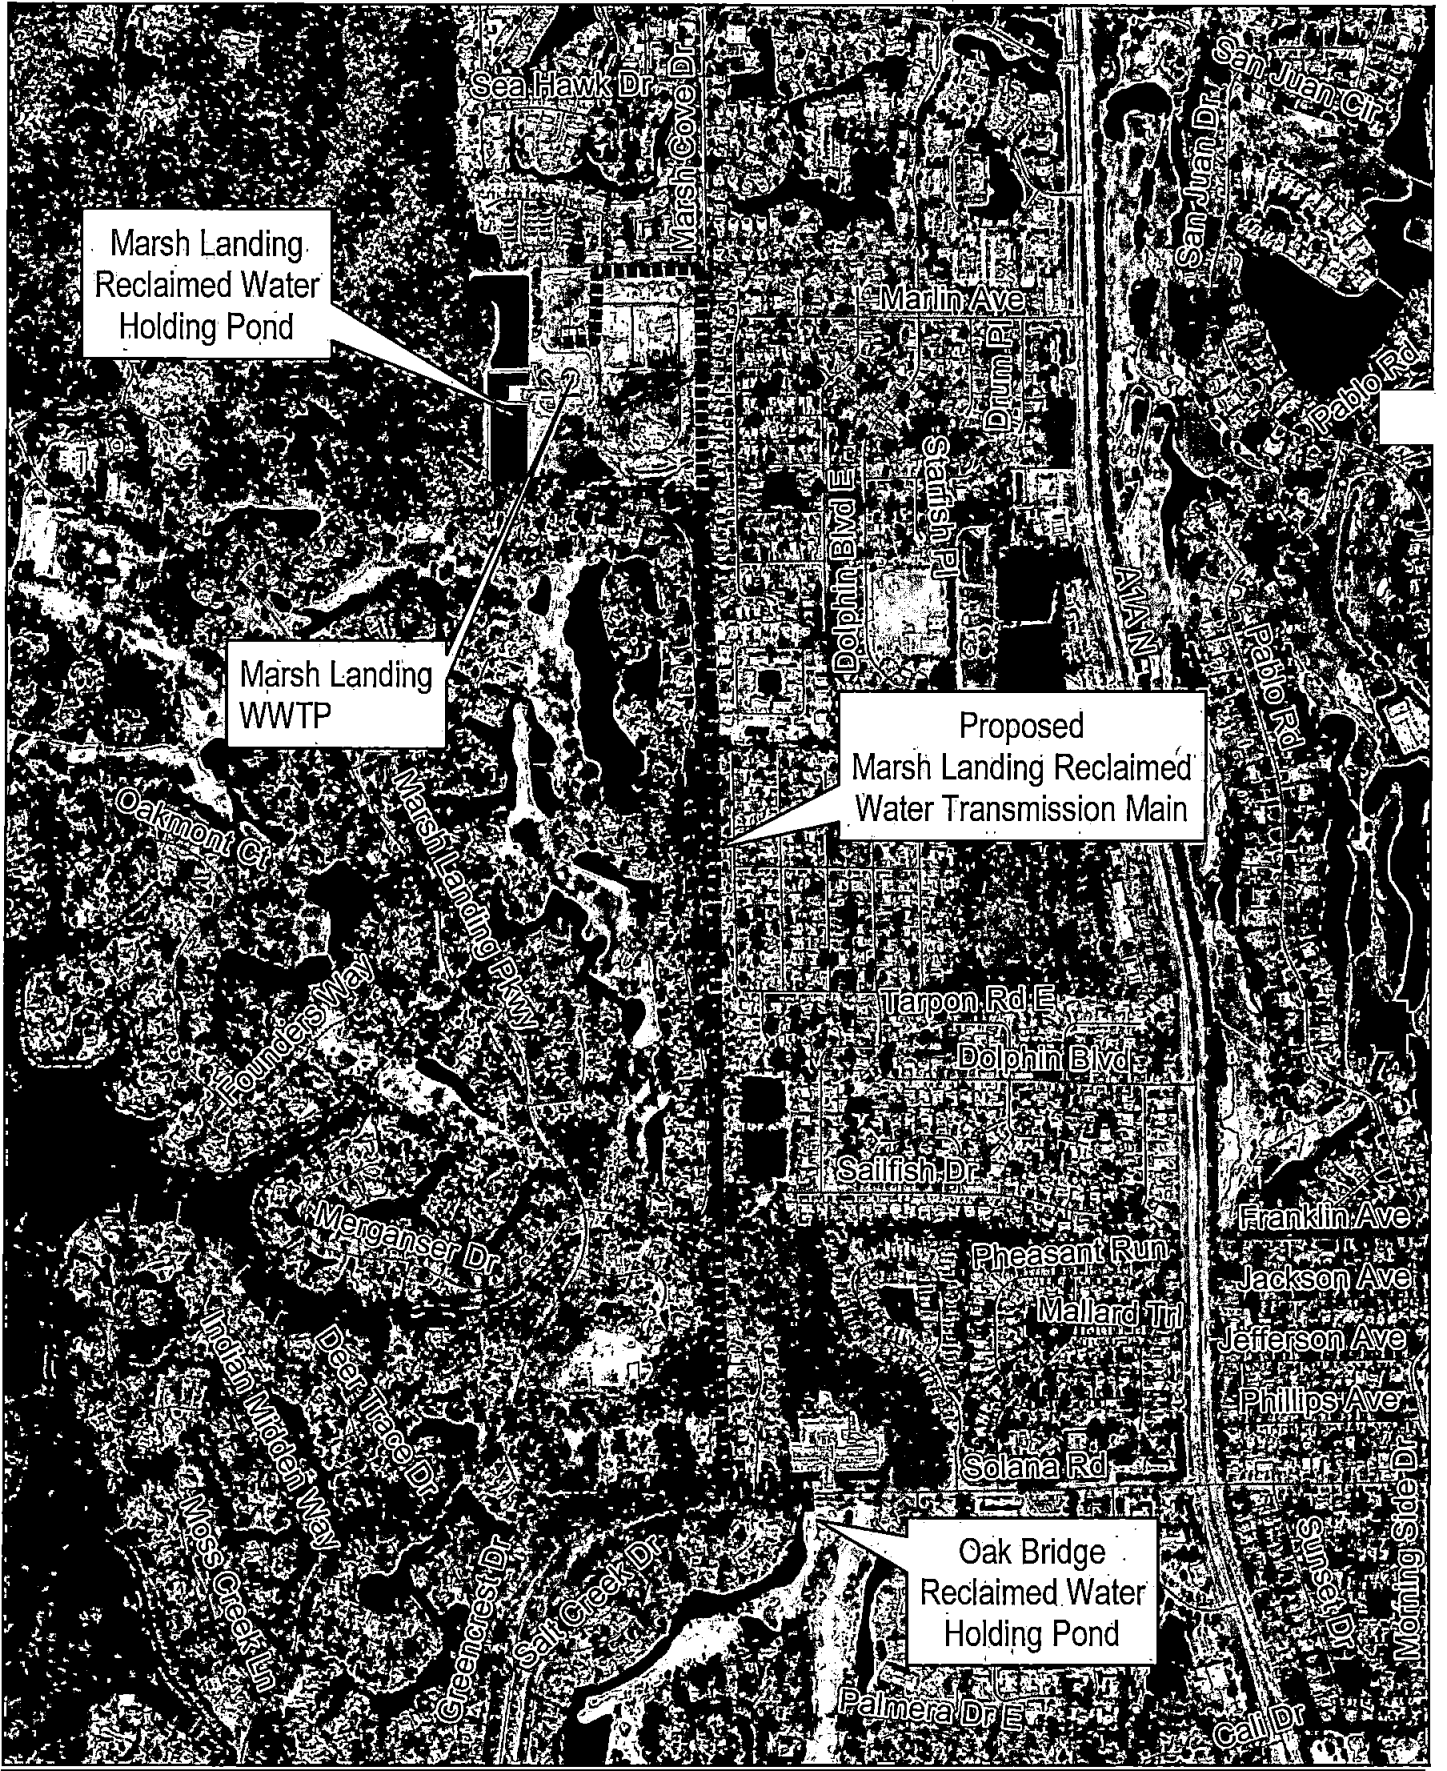 Sea Hawk Dr
Marsh Cove Dr
San Juan Cir
San Juan Dr
Marsh Landing
Reclaimed Water
Holding Pond
Marlin Ave
Drum Pl
Pablo Rd
Starfish Pl
Dolphin Blvd E
A1A N
Pablo Rd
Marsh Landing
WWTP
Proposed
Marsh Landing Reclaimed
Water Transmission Main
Oakmont Ct
Marsh Landing Pkwy
Founders Way
Tarpon Rd E
Dolphin Blvd
Sailfish Dr
Merganser Dr
Franklin Ave
Pheasant Run
Jackson Ave
Mallard Trl
Jefferson Ave
Indian Midden Way
Deer Trace Dr
Phillips Ave
Solana Rd
Moss Creek Ln
Greencrest Dr
Salt Creek Dr
Oak Bridge
Reclaimed Water
Holding Pond
Sunset Dr
Morning Side Dr
Palmera Dr E
Cali Dr